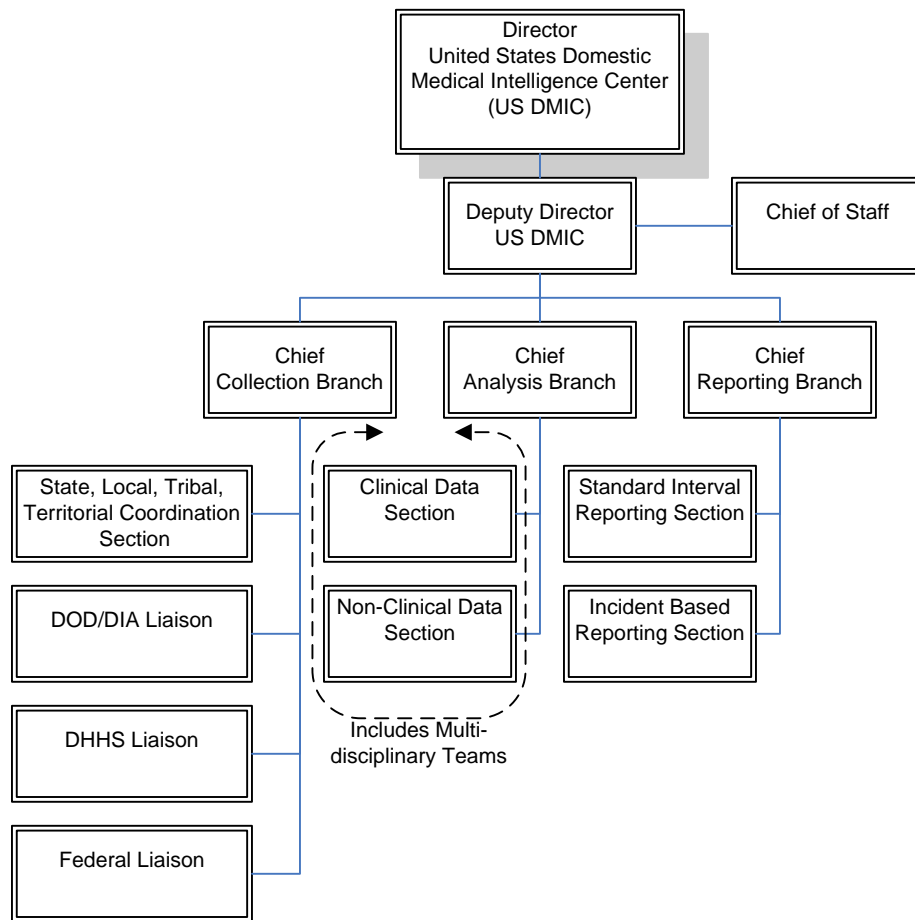 Director
United States Domestic
Medical Intelligence Center
(US DMIC)
Deputy Director
US DMIC
Chief of Staff
Chief
Collection Branch
Chief
Analysis Branch
Chief
Reporting Branch
State, Local, Tribal,
Territorial Coordination
Section
Clinical Data
Section
Standard Interval
Reporting Section
DOD/DIA Liaison
Non-Clinical Data
Section
Incident Based
Reporting Section
DHHS Liaison
Includes Multi-
disciplinary Teams
Federal Liaison